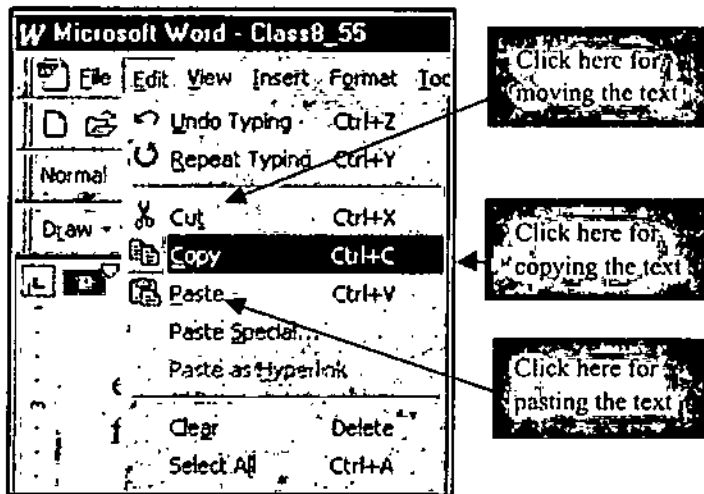 Microsoft Word - Class8_55
File Edit View Insert Format Too
Undo Typing Ctrl+Z
Repeat Typing Ctrl+Y
Normal
Cut Ctrl+X
Draw
Copy Ctrl+C
Paste Ctrl+V
Paste Special...
Paste as Hyperlink
Clear Delete
Select All Ctrl+A
Click here for
moving the text
Click here for
copying the text
Click here for
pasting the text